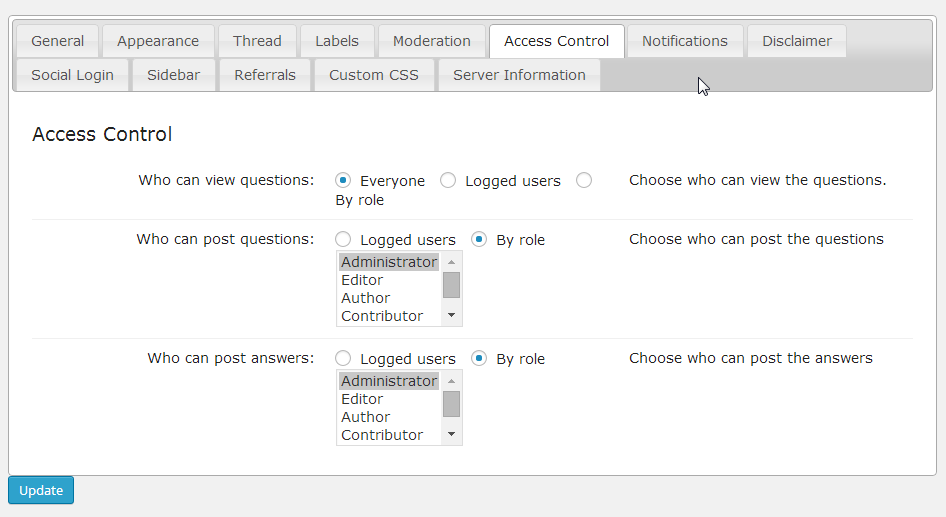 General Appearance Thread Labels Moderation Access Control Notifications Disclaimer
Social Login Sidebar Referrals Custom CSS Server Information
Access Control
Who can view questions: Everyone Logged users By role Choose who can view the questions.
Who can post questions: Logged users By role Choose who can post the questions
Administrator
Editor
Author
Contributor
Who can post answers: Logged users By role Choose who can post the answers
Administrator
Editor
Author
Contributor
Update